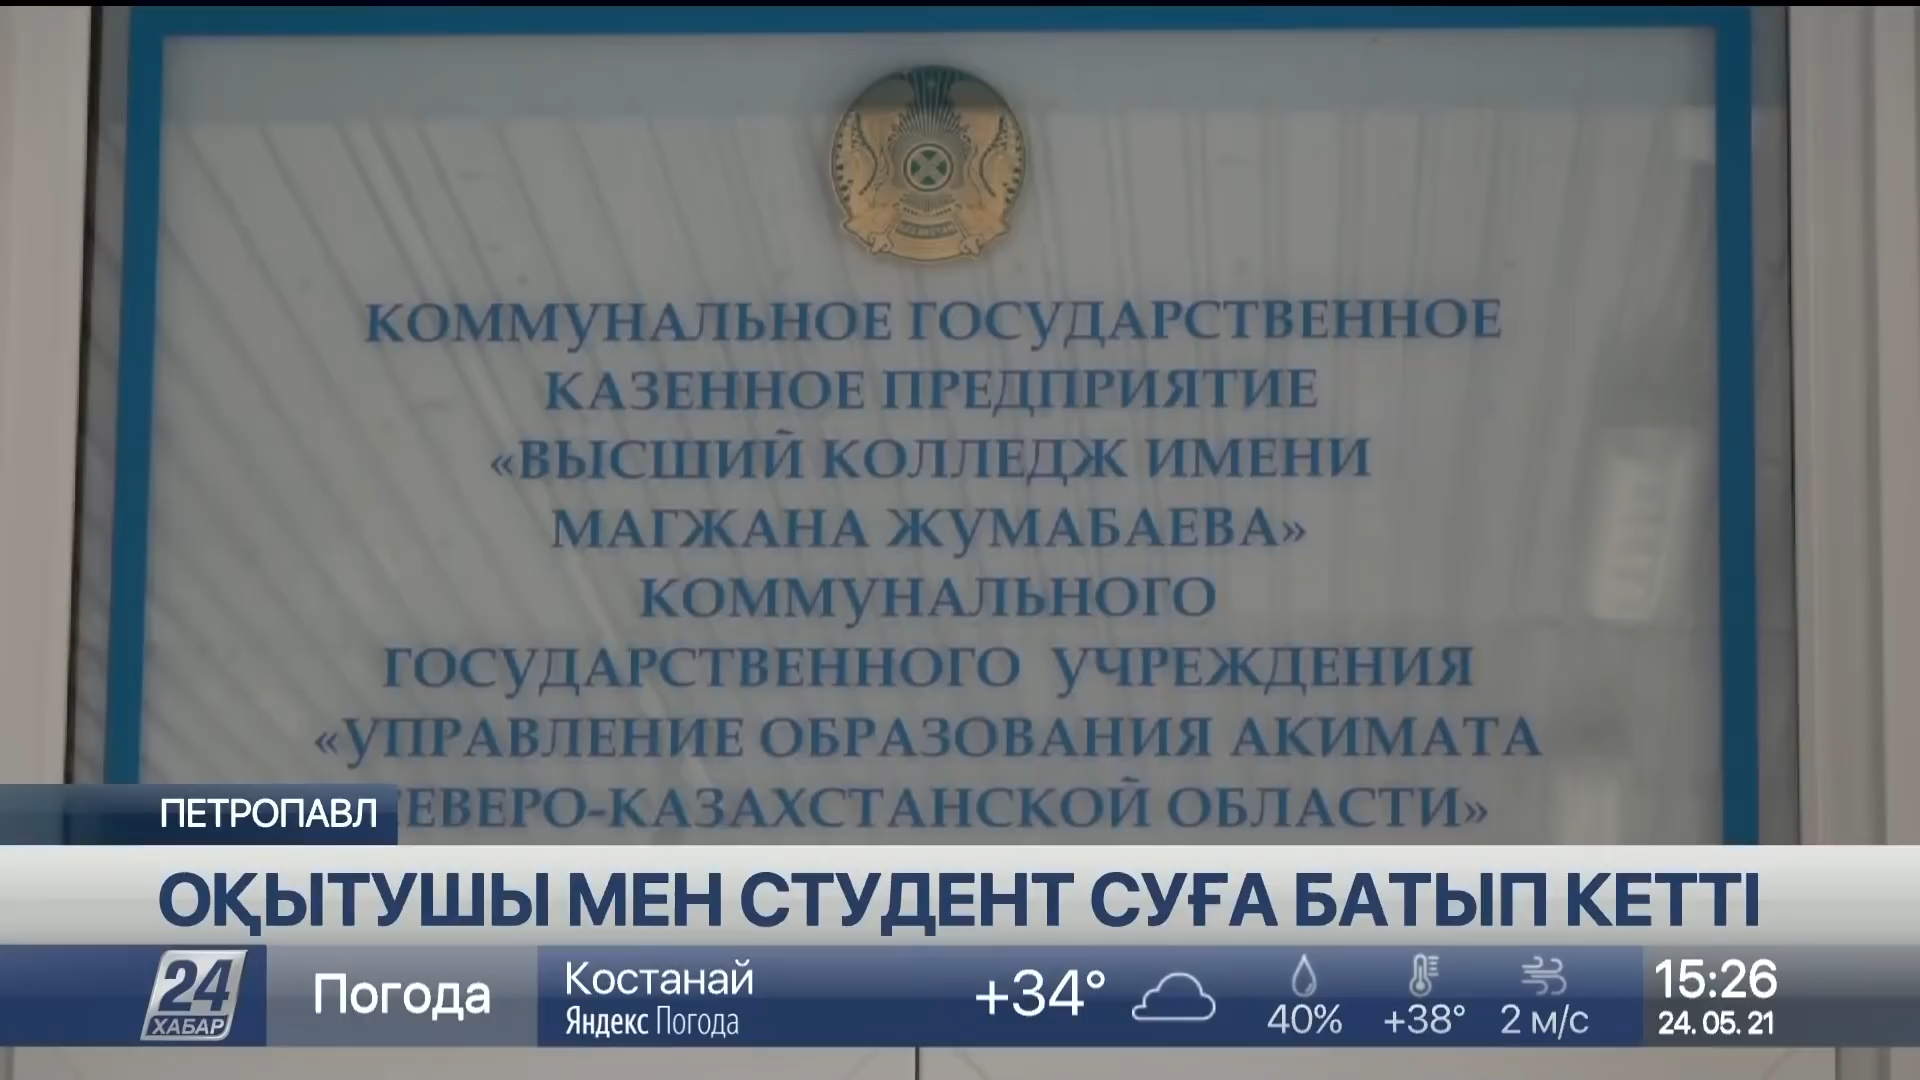 КОММУНАЛЬНОЕ ГОСУДАРСТВЕННОЕ
КАЗЕННОЕ ПРЕДПРИЯТИЕ
«ВЫСШИЙ КОЛЛЕДЖ ИМЕНИ
МАГЖАНА ЖУМАБАЕВА»
КОММУНАЛЬНОГО
ГОСУДАРСТВЕННОГО УЧРЕЖДЕНИЯ
«УПРАВЛЕНИЕ ОБРАЗОВАНИЯ АКИМАТА
ЕВЕРО-КАЗАХСТАНСКОЙ ОБЛАСТИ»
ПЕТРОПАВЛ
ОҚЫТУШЫ МЕН СТУДЕНТ СУҒА БАТЫП КЕТТІ
24 ХАБАР
Погода
Костанай
Яндекс Погода
+34°
40%
+38°
2 м/с
15:26
24. 05. 21